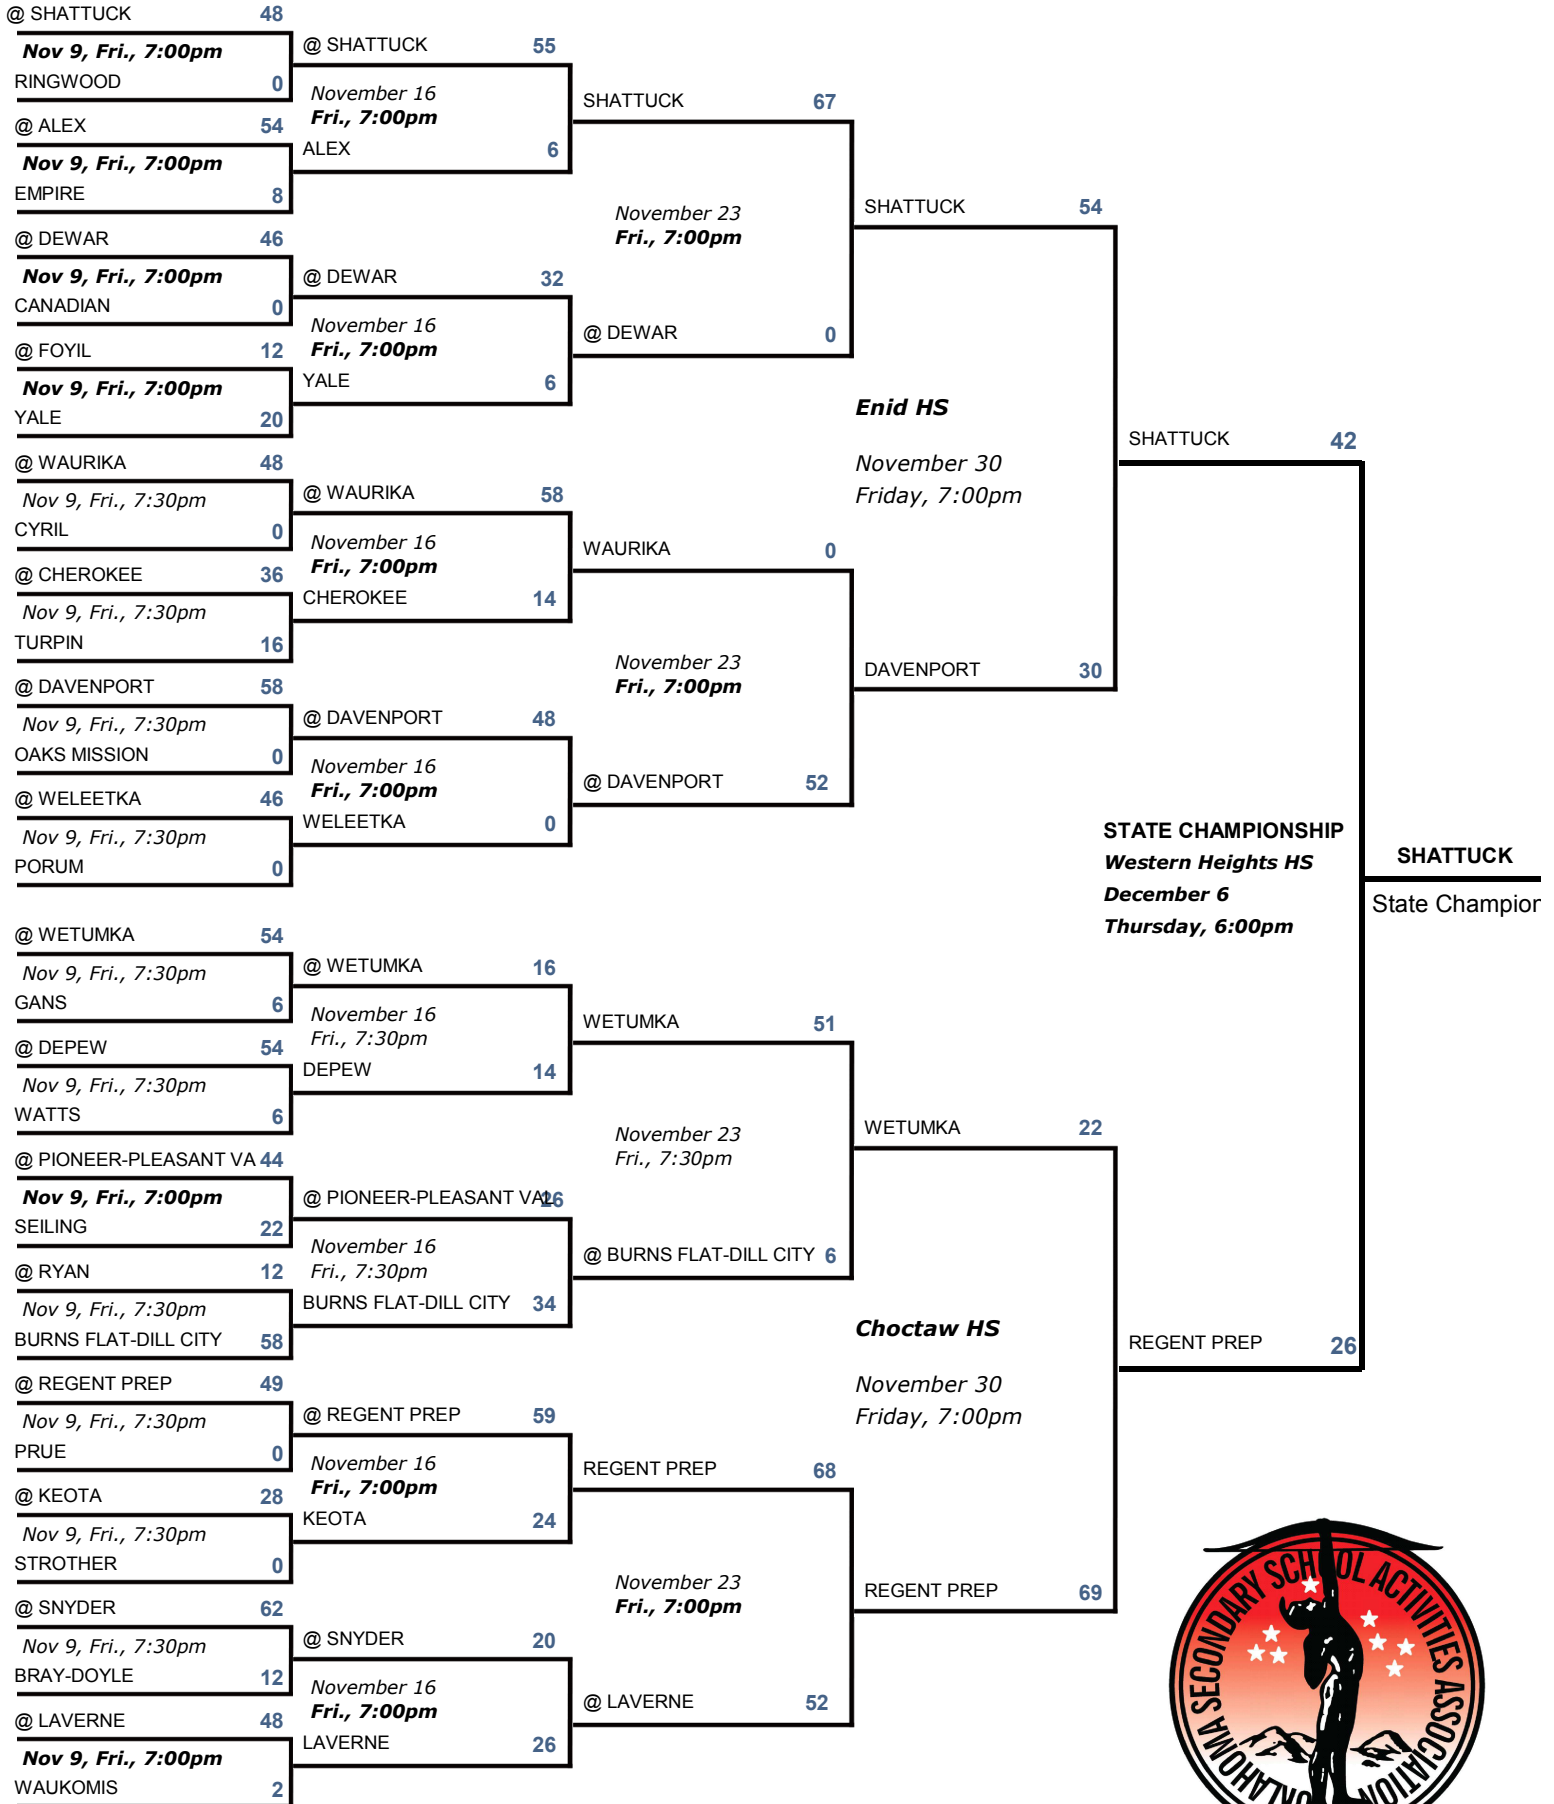 @ SHATTUCK 48
Nov 9, Fri., 7:00pm
RINGWOOD 0
@ ALEX 54
Nov 9, Fri., 7:00pm
EMPIRE 8
@ DEWAR 46
Nov 9, Fri., 7:00pm
CANADIAN 0
@ FOYIL 12
Nov 9, Fri., 7:00pm
YALE 20
@ WAURIKA 48
Nov 9, Fri., 7:30pm
CYRIL 0
@ CHEROKEE 36
Nov 9, Fri., 7:30pm
TURPIN 16
@ DAVENPORT 58
Nov 9, Fri., 7:30pm
OAKS MISSION 0
@ WELEETKA 46
Nov 9, Fri., 7:30pm
PORUM 0
@ WETUMKA 54
Nov 9, Fri., 7:30pm
GANS 6
@ DEPEW 54
Nov 9, Fri., 7:30pm
WATTS 6
@ PIONEER-PLEASANT VA 44
Nov 9, Fri., 7:00pm
SEILING 22
@ RYAN 12
Nov 9, Fri., 7:30pm
BURNS FLAT-DILL CITY 58
@ REGENT PREP 49
Nov 9, Fri., 7:30pm
PRUE 0
@ KEOTA 28
Nov 9, Fri., 7:30pm
STROTHER 0
@ SNYDER 62
Nov 9, Fri., 7:30pm
BRAY-DOYLE 12
@ LAVERNE 48
Nov 9, Fri., 7:00pm
WAUKOMIS 2
@ SHATTUCK 55
November 16
Fri., 7:00pm
ALEX 6
@ DEWAR 32
November 16
Fri., 7:00pm
YALE 6
@ WAURIKA 58
November 16
Fri., 7:00pm
CHEROKEE 14
@ DAVENPORT 48
November 16
Fri., 7:00pm
WELEETKA 0
@ WETUMKA 16
November 16
Fri., 7:30pm
DEPEW 14
@ PIONEER-PLEASANT VAL 26
November 16
Fri., 7:30pm
BURNS FLAT-DILL CITY 34
@ REGENT PREP 59
November 16
Fri., 7:00pm
KEOTA 24
@ SNYDER 20
November 16
Fri., 7:00pm
LAVERNE 26
SHATTUCK 67
November 23
Fri., 7:00pm
@ DEWAR 0
WAURIKA 0
November 23
Fri., 7:00pm
@ DAVENPORT 52
WETUMKA 51
November 23
Fri., 7:30pm
@ BURNS FLAT-DILL CITY 6
REGENT PREP 68
November 23
Fri., 7:00pm
@ LAVERNE 52
SHATTUCK 54
Enid HS
November 30
Friday, 7:00pm
DAVENPORT 30
WETUMKA 22
Choctaw HS
November 30
Friday, 7:00pm
REGENT PREP 69
SHATTUCK 42
STATE CHAMPIONSHIP
Western Heights HS
December 6
Thursday, 6:00pm
REGENT PREP 26
SHATTUCK
State Champion
OKLAHOMA SECONDARY SCHOOL ACTIVITIES ASSOCIATION